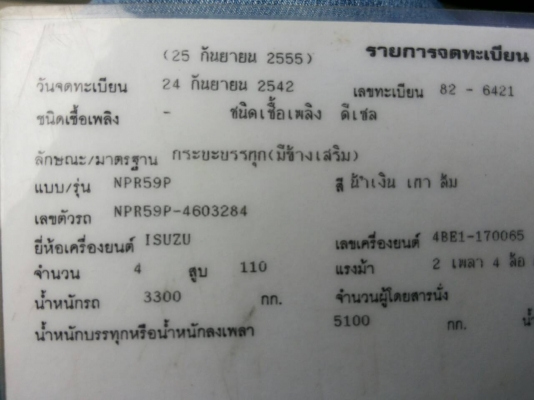 (25 กันยายน 2555) รายการจดทะเบียน
วันจดทะเบียน 24 กันยายน 2542 เลขทะเบียน 82 - 6421
ชนิดเชื้อเพลิง - ชนิดเชื้อเพลิง ดีเซล
ลักษณะ/มาตรฐาน กระบะบรรทุก(มีข้างเสริม)
แบบ/รุ่น NPR59P สี น้ำเงิน เทา ส้ม
เลขตัวรถ NPR59P-4603284
ยี่ห้อเครื่องยนต์ ISUZU เลขเครื่องยนต์ 4BE1-170065
จำนวน 4 สูบ 110 แรงม้า 2 เพลา 4 ล้อ
น้ำหนักรถ 3300 กก. จำนวนผู้โดยสารนั่ง
น้ำหนักบรรทุกหรือน้ำหนักลงเพลา 5100 กก.